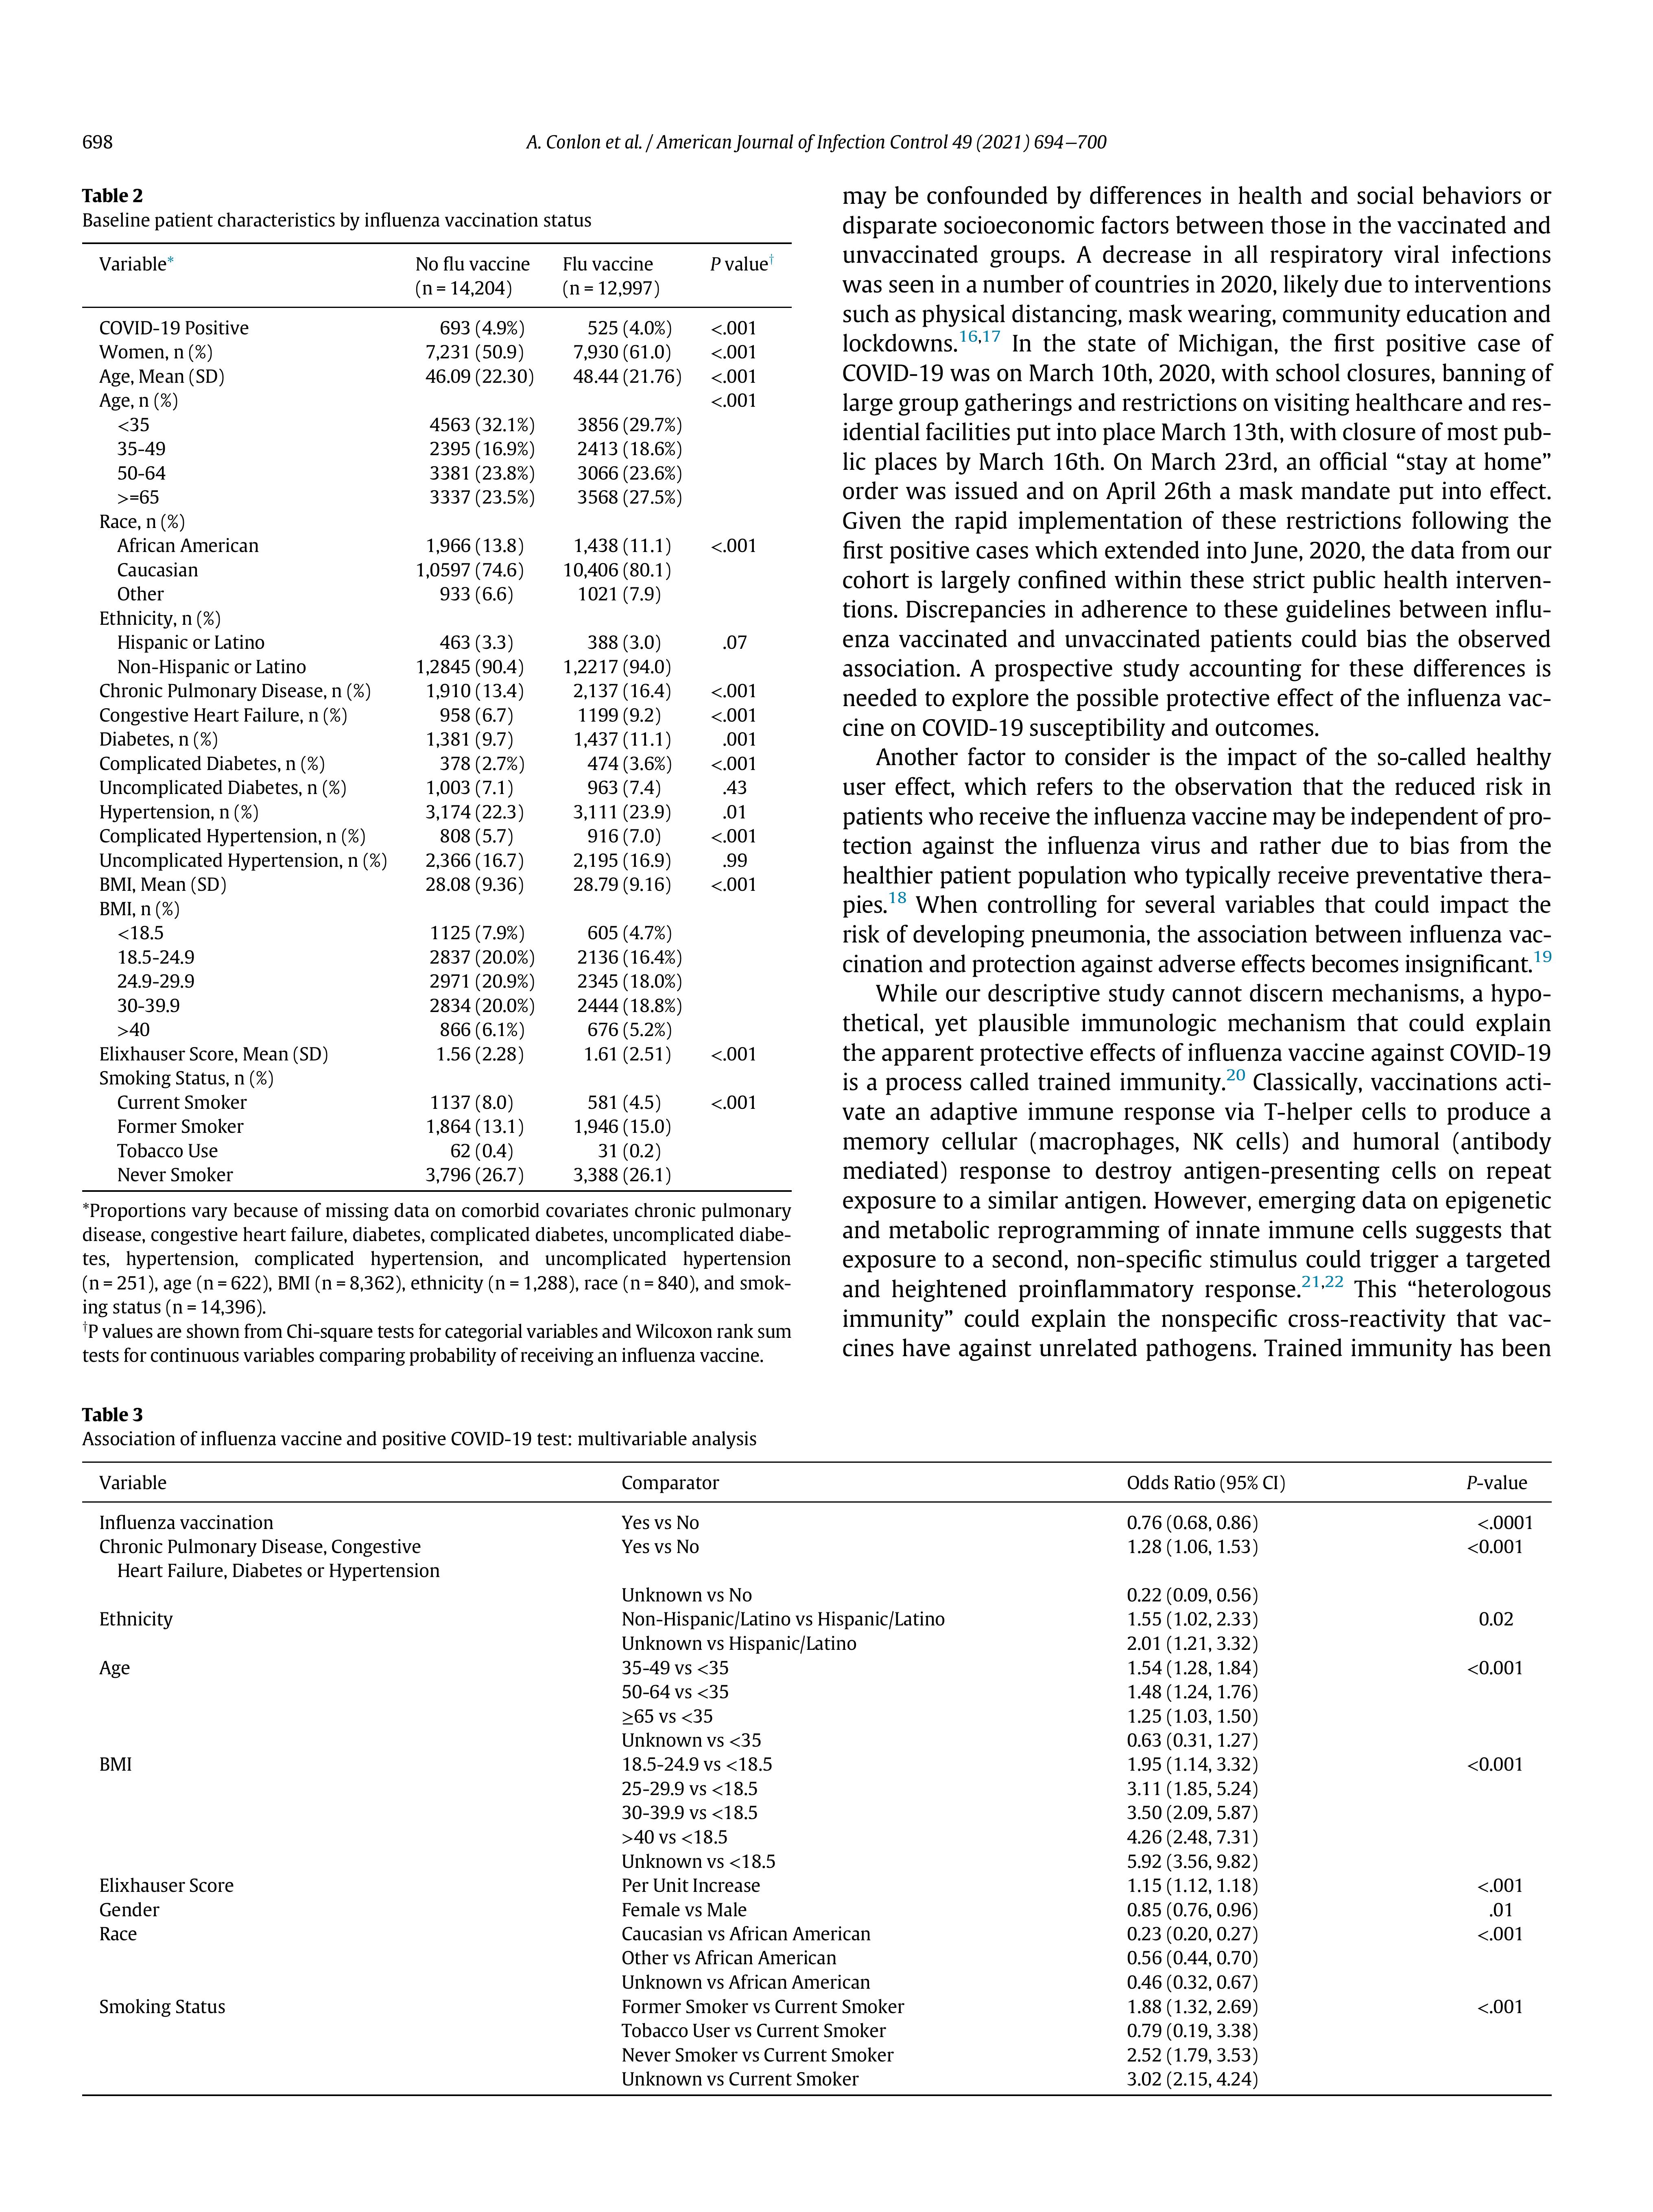 698
A. Conlon et al. / American Journal of Infection Control 49 (2021) 694–700
Table 2
Baseline patient characteristics by influenza vaccination status
Variable* No flu vaccine (n = 14,204) Flu vaccine (n = 12,997) P value†
COVID-19 Positive 693 (4.9%) 525 (4.0%) <.001
Women, n (%) 7,231 (50.9) 7,930 (61.0) <.001
Age, Mean (SD) 46.09 (22.30) 48.44 (21.76) <.001
Age, n (%) <.001
<35 4563 (32.1%) 3856 (29.7%)
35-49 2395 (16.9%) 2413 (18.6%)
50-64 3381 (23.8%) 3066 (23.6%)
>=65 3337 (23.5%) 3568 (27.5%)
Race, n (%)
African American 1,966 (13.8) 1,438 (11.1) <.001
Caucasian 1,0597 (74.6) 10,406 (80.1)
Other 933 (6.6) 1021 (7.9)
Ethnicity, n (%)
Hispanic or Latino 463 (3.3) 388 (3.0) .07
Non-Hispanic or Latino 1,2845 (90.4) 1,2217 (94.0)
Chronic Pulmonary Disease, n (%) 1,910 (13.4) 2,137 (16.4) <.001
Congestive Heart Failure, n (%) 958 (6.7) 1199 (9.2) <.001
Diabetes, n (%) 1,381 (9.7) 1,437 (11.1) .001
Complicated Diabetes, n (%) 378 (2.7%) 474 (3.6%) <.001
Uncomplicated Diabetes, n (%) 1,003 (7.1) 963 (7.4) .43
Hypertension, n (%) 3,174 (22.3) 3,111 (23.9) .01
Complicated Hypertension, n (%) 808 (5.7) 916 (7.0) <.001
Uncomplicated Hypertension, n (%) 2,366 (16.7) 2,195 (16.9) .99
BMI, Mean (SD) 28.08 (9.36) 28.79 (9.16) <.001
BMI, n (%)
<18.5 1125 (7.9%) 605 (4.7%)
18.5-24.9 2837 (20.0%) 2136 (16.4%)
24.9-29.9 2971 (20.9%) 2345 (18.0%)
30-39.9 2834 (20.0%) 2444 (18.8%)
>40 866 (6.1%) 676 (5.2%)
Elixhauser Score, Mean (SD) 1.56 (2.28) 1.61 (2.51) <.001
Smoking Status, n (%)
Current Smoker 1137 (8.0) 581 (4.5) <.001
Former Smoker 1,864 (13.1) 1,946 (15.0)
Tobacco Use 62 (0.4) 31 (0.2)
Never Smoker 3,796 (26.7) 3,388 (26.1)
*Proportions vary because of missing data on comorbid covariates chronic pulmonary
disease, congestive heart failure, diabetes, complicated diabetes, uncomplicated diabe-
tes, hypertension, complicated hypertension, and uncomplicated hypertension
(n = 251), age (n = 622), BMI (n = 8,362), ethnicity (n = 1,288), race (n = 840), and smok-
ing status (n = 14,396).
†P values are shown from Chi-square tests for categorial variables and Wilcoxon rank sum
tests for continuous variables comparing probability of receiving an influenza vaccine.
may be confounded by differences in health and social behaviors or
disparate socioeconomic factors between those in the vaccinated and
unvaccinated groups. A decrease in all respiratory viral infections
was seen in a number of countries in 2020, likely due to interventions
such as physical distancing, mask wearing, community education and
lockdowns.16,17 In the state of Michigan, the first positive case of
COVID-19 was on March 10th, 2020, with school closures, banning of
large group gatherings and restrictions on visiting healthcare and res-
idential facilities put into place March 13th, with closure of most pub-
lic places by March 16th. On March 23rd, an official “stay at home”
order was issued and on April 26th a mask mandate put into effect.
Given the rapid implementation of these restrictions following the
first positive cases which extended into June, 2020, the data from our
cohort is largely confined within these strict public health interven-
tions. Discrepancies in adherence to these guidelines between influ-
enza vaccinated and unvaccinated patients could bias the observed
association. A prospective study accounting for these differences is
needed to explore the possible protective effect of the influenza vac-
cine on COVID-19 susceptibility and outcomes.
Another factor to consider is the impact of the so-called healthy
user effect, which refers to the observation that the reduced risk in
patients who receive the influenza vaccine may be independent of pro-
tection against the influenza virus and rather due to bias from the
healthier patient population who typically receive preventative thera-
pies.18 When controlling for several variables that could impact the
risk of developing pneumonia, the association between influenza vac-
cination and protection against adverse effects becomes insignificant.19
While our descriptive study cannot discern mechanisms, a hypo-
thetical, yet plausible immunologic mechanism that could explain
the apparent protective effects of influenza vaccine against COVID-19
is a process called trained immunity.20 Classically, vaccinations acti-
vate an adaptive immune response via T-helper cells to produce a
memory cellular (macrophages, NK cells) and humoral (antibody
mediated) response to destroy antigen-presenting cells on repeat
exposure to a similar antigen. However, emerging data on epigenetic
and metabolic reprogramming of innate immune cells suggests that
exposure to a second, non-specific stimulus could trigger a targeted
and heightened proinflammatory response.21,22 This “heterologous
immunity” could explain the nonspecific cross-reactivity that vac-
cines have against unrelated pathogens. Trained immunity has been
Table 3
Association of influenza vaccine and positive COVID-19 test: multivariable analysis
Variable Comparator Odds Ratio (95% CI) P-value
Influenza vaccination Yes vs No 0.76 (0.68, 0.86) <.0001
Chronic Pulmonary Disease, Congestive Yes vs No 1.28 (1.06, 1.53) <0.001
Heart Failure, Diabetes or Hypertension
Unknown vs No 0.22 (0.09, 0.56)
Ethnicity Non-Hispanic/Latino vs Hispanic/Latino 1.55 (1.02, 2.33) 0.02
Unknown vs Hispanic/Latino 2.01 (1.21, 3.32)
Age 35-49 vs <35 1.54 (1.28, 1.84) <0.001
50-64 vs <35 1.48 (1.24, 1.76)
≥65 vs <35 1.25 (1.03, 1.50)
Unknown vs <35 0.63 (0.31, 1.27)
BMI 18.5-24.9 vs <18.5 1.95 (1.14, 3.32) <0.001
25-29.9 vs <18.5 3.11 (1.85, 5.24)
30-39.9 vs <18.5 3.50 (2.09, 5.87)
>40 vs <18.5 4.26 (2.48, 7.31)
Unknown vs <18.5 5.92 (3.56, 9.82)
Elixhauser Score Per Unit Increase 1.15 (1.12, 1.18) <.001
Gender Female vs Male 0.85 (0.76, 0.96) .01
Race Caucasian vs African American 0.23 (0.20, 0.27) <.001
Other vs African American 0.56 (0.44, 0.70)
Unknown vs African American 0.46 (0.32, 0.67)
Smoking Status Former Smoker vs Current Smoker 1.88 (1.32, 2.69) <.001
Tobacco User vs Current Smoker 0.79 (0.19, 3.38)
Never Smoker vs Current Smoker 2.52 (1.79, 3.53)
Unknown vs Current Smoker 3.02 (2.15, 4.24)